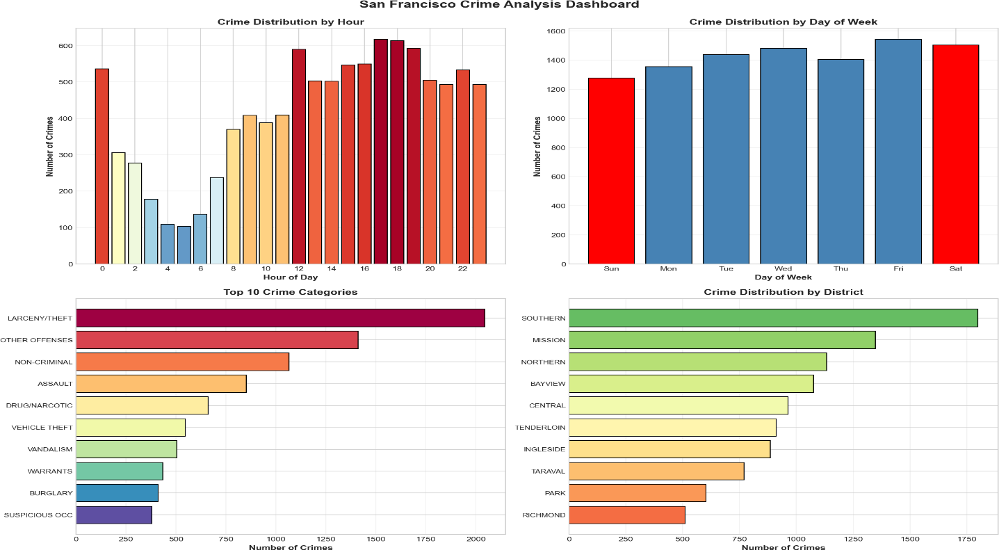 San Francisco Crime Analysis Dashboard
Crime Distribution by Hour
Number of Crimes
600
500
400
300
200
100
0
0 2 4 6 8 10 12 14 16 18 20 22
Hour of Day
Crime Distribution by Day of Week
Number of Crimes
1600
1400
1200
1000
800
600
400
200
0
Sun Mon Tue Wed Thu Fri Sat
Day of Week
Top 10 Crime Categories
LARCENY/THEFT
OTHER OFFENSES
NON-CRIMINAL
ASSAULT
DRUG/NARCOTIC
VEHICLE THEFT
VANDALISM
WARRANTS
BURGLARY
SUSPICIOUS OCC
0 250 500 750 1000 1250 1500 1750 2000
Number of Crimes
Crime Distribution by District
SOUTHERN
MISSION
NORTHERN
BAYVIEW
CENTRAL
TENDERLOIN
INGLESIDE
TARAVAL
PARK
RICHMOND
0 250 500 750 1000 1250 1500 1750
Number of Crimes